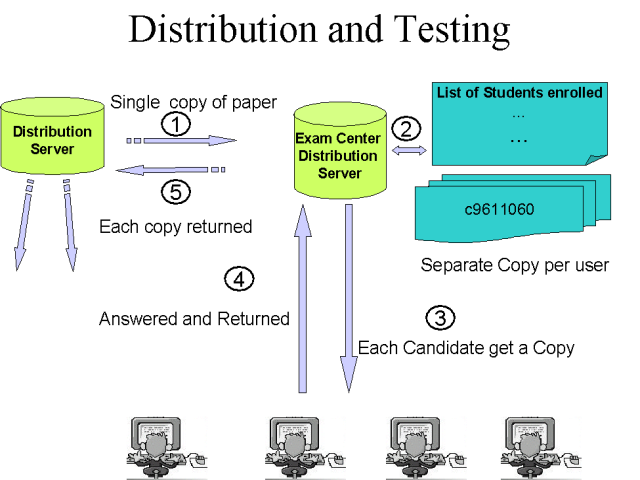 Distribution and Testing
Single copy of paper
1
Distribution
Server
5
Each copy returned
Exam Center
Distribution
Server
2
List of Students enrolled
...
...
c9611060
Separate Copy per user
4
Answered and Returned
3
Each Candidate get a Copy